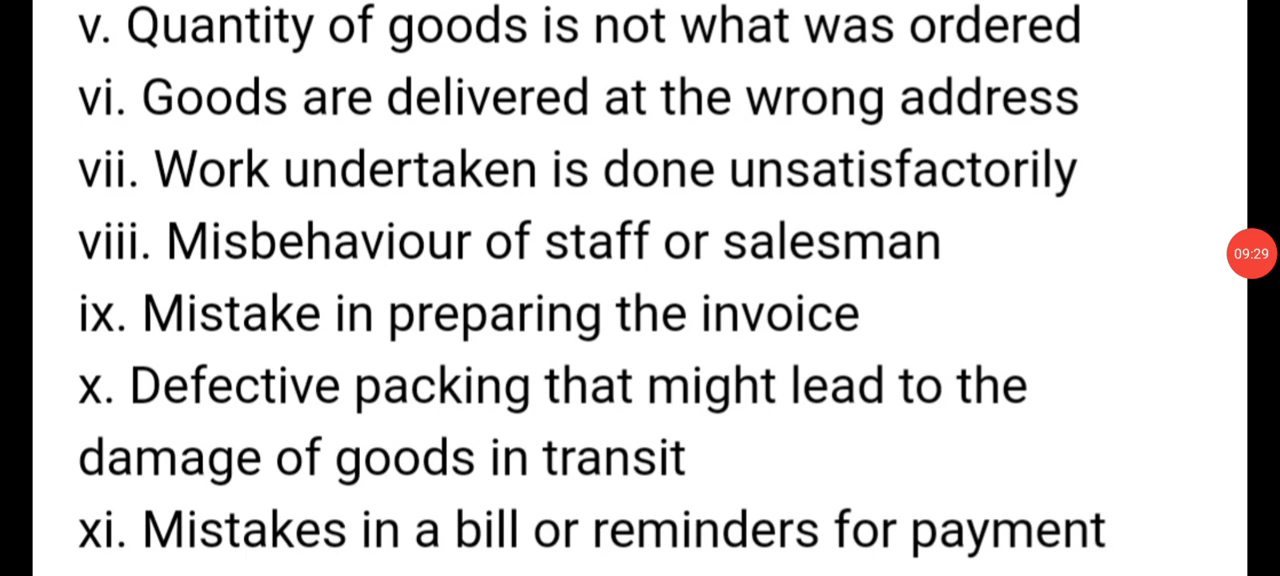 v. Quantity of goods is not what was ordered
vi. Goods are delivered at the wrong address
vii. Work undertaken is done unsatisfactorily
viii. Misbehaviour of staff or salesman
09:29
ix. Mistake in preparing the invoice
x. Defective packing that might lead to the
damage of goods in transit
xi. Mistakes in a bill or reminders for payment